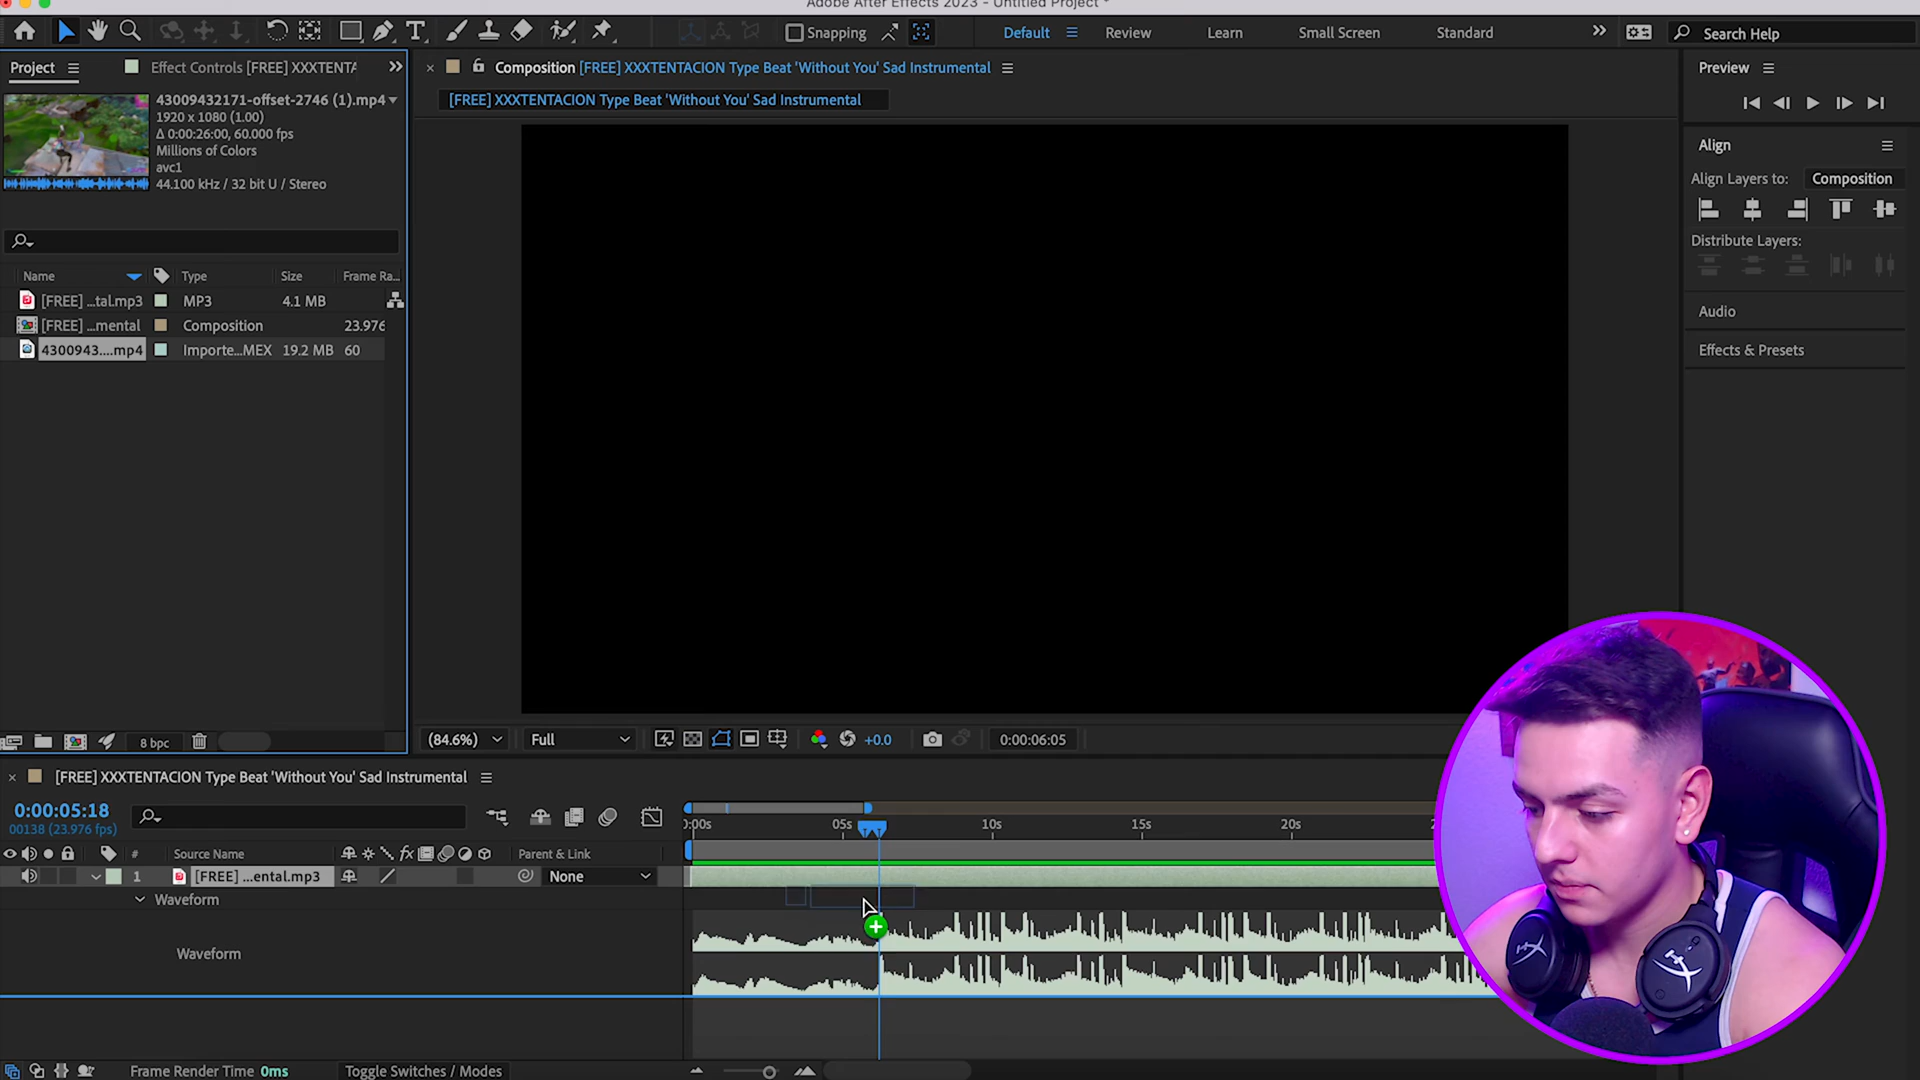 Adobe After Effects 2023 - Untitled Project *
Snapping
Default
Review
Learn
Small Screen
Standard
Search Help
Project
Effect Controls [FREE] XXXTENTA
Composition [FREE] XXXTENTACION Type Beat 'Without You' Sad Instrumental
Preview
43009432171-offset-2746 (1).mp4
1920 x 1080 (1.00)
Δ 0:00:26:00, 60.000 fps
Millions of Colors
avc1
44.100 kHz / 32 bit U / Stereo
[FREE] XXXTENTACION Type Beat 'Without You' Sad Instrumental
Align
Align Layers to: Composition
Distribute Layers:
Audio
Effects & Presets
Name Type Size Frame Ra...
[FREE] ...tal.mp3 MP3 4.1 MB
[FREE] ...mental Composition 23.976
4300943....mp4 Importe...MEX 19.2 MB 60
8 bpc
(84.6%) Full +0.0 0:00:06:05
[FREE] XXXTENTACION Type Beat 'Without You' Sad Instrumental
0:00:05:18
00138 (23.976 fps)
):00s 05s 10s 15s 20s
# Source Name fx Parent & Link
1 [FREE] ...ental.mp3 None
Waveform
Waveform
Frame Render Time 0ms Toggle Switches / Modes